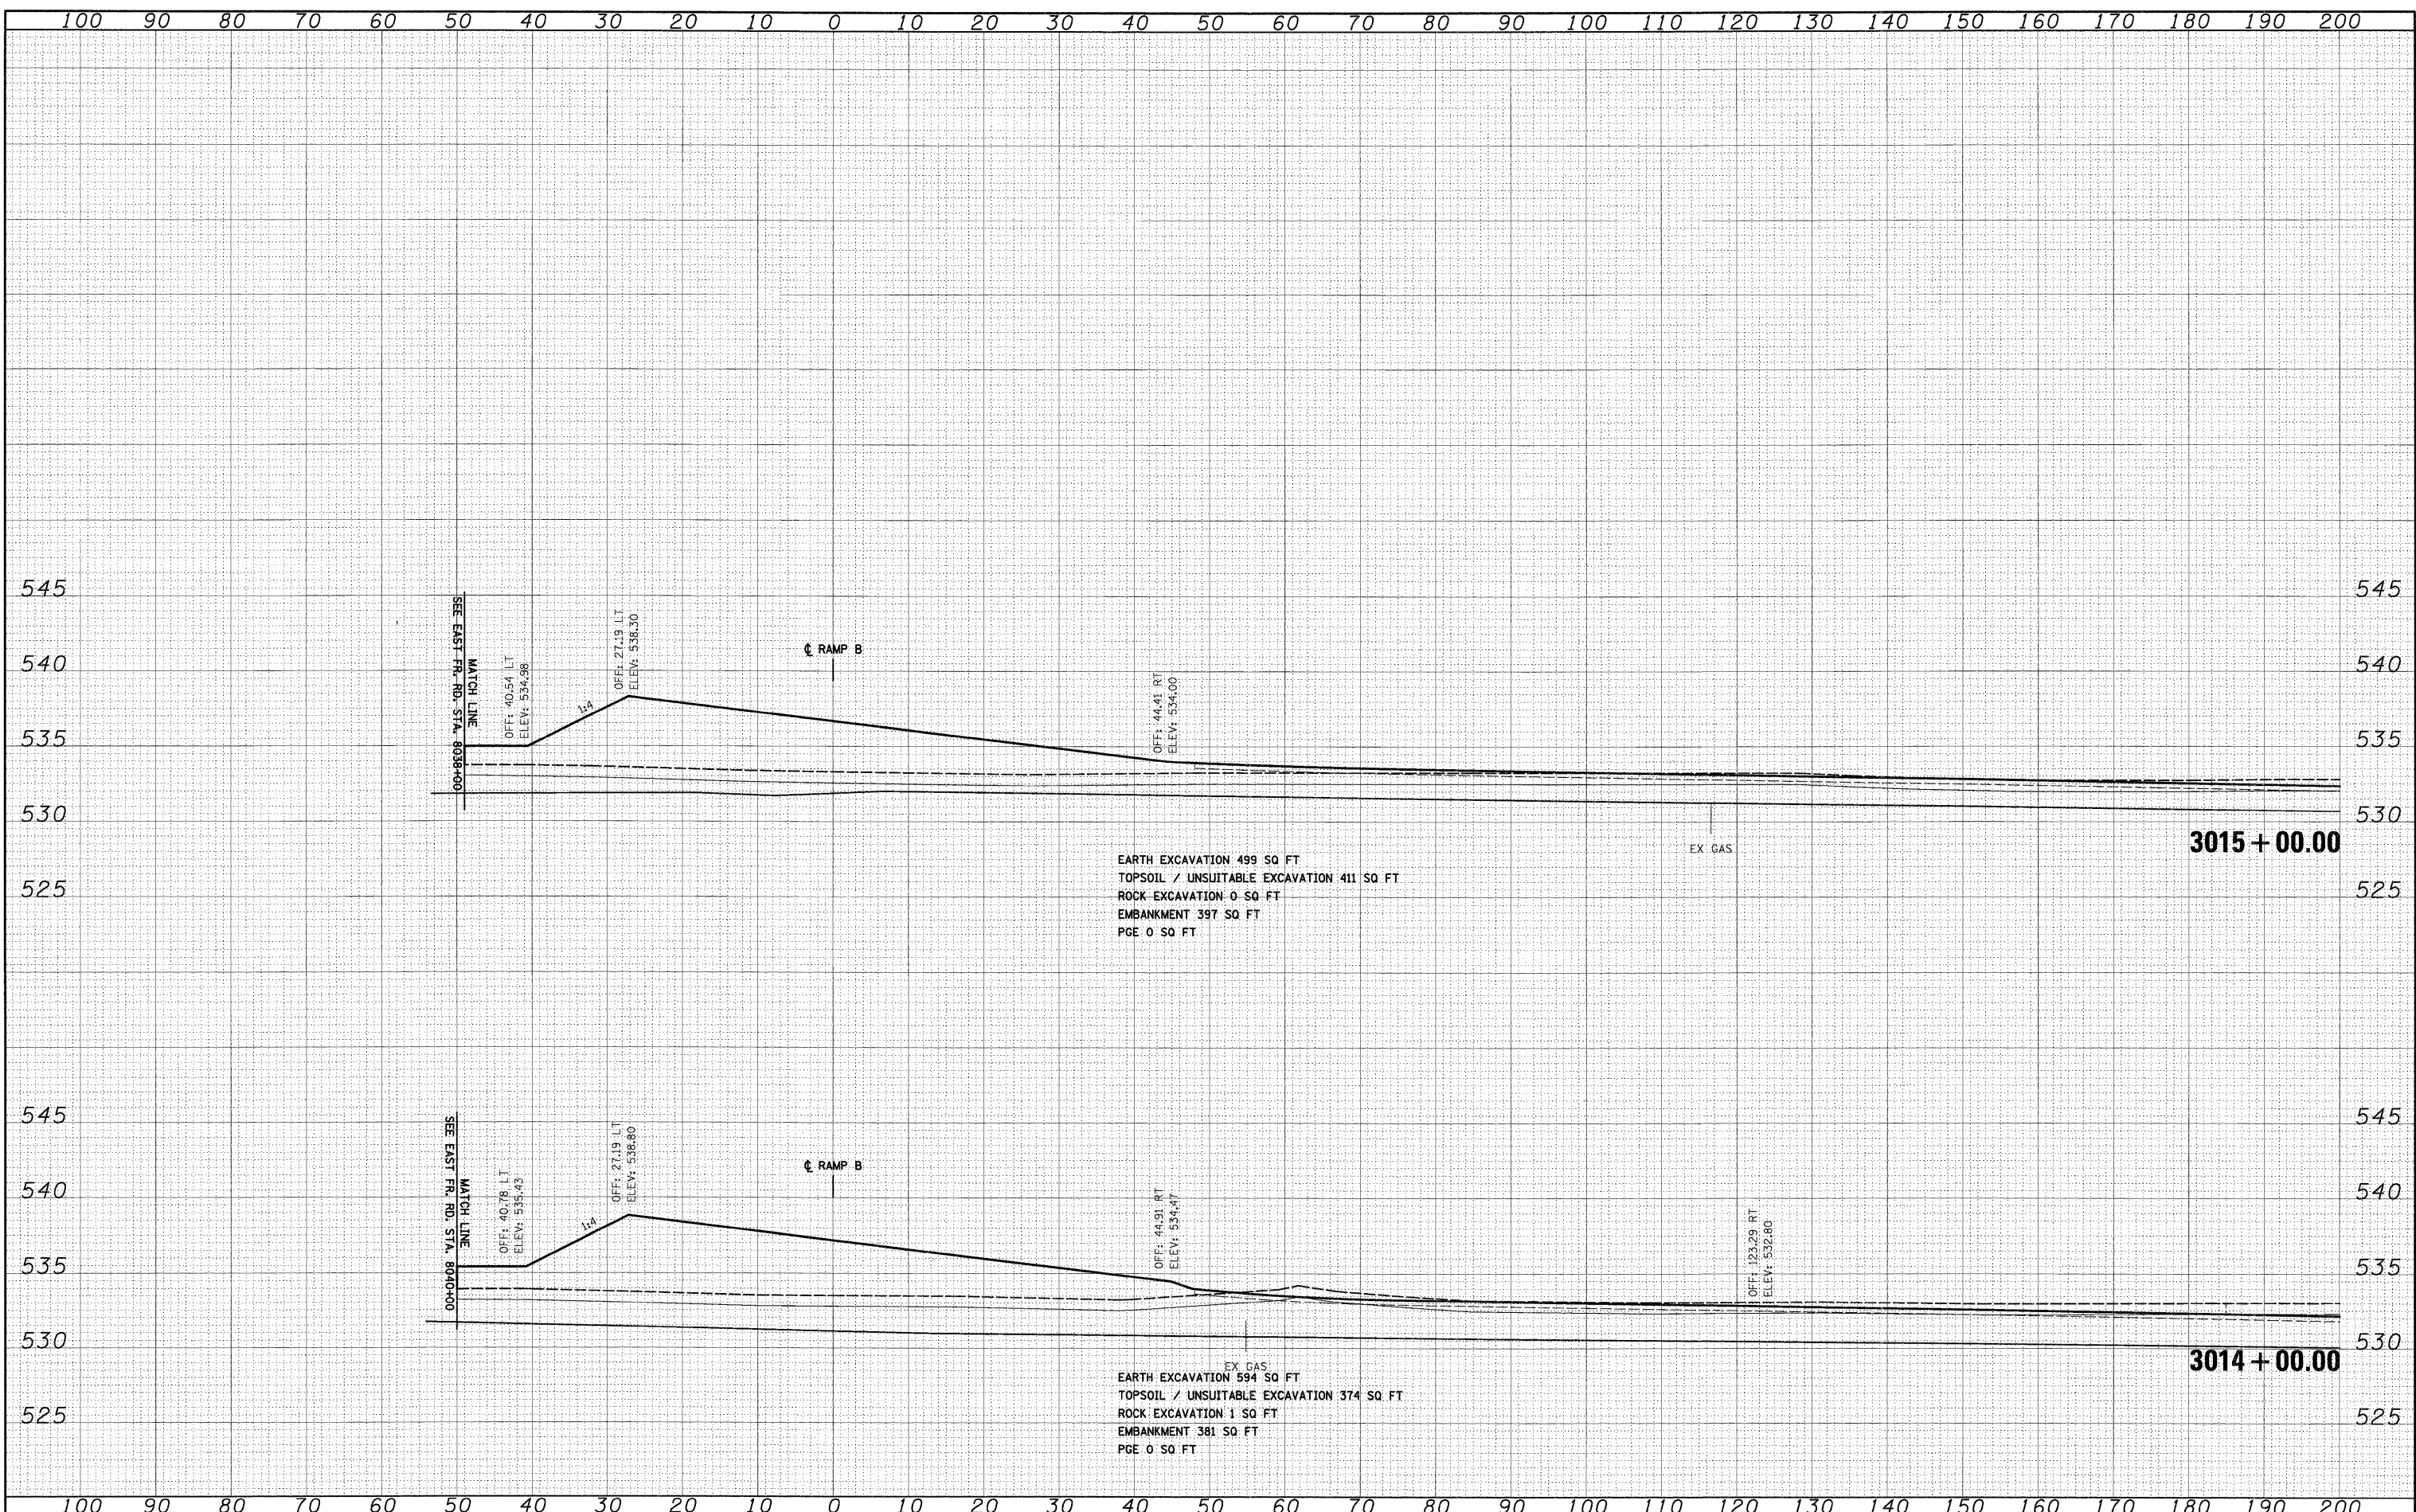 100 90 80 70 60 50 40 30 20 10 0 10 20 30 40 50 60 70 80 90 100 110 120 130 140 150 160 170 180 190 200
545 545
SEE EAST FR. RD. STA. 8038+00
MATCH LINE
OFF: 40.54 LT
ELEV: 534.98
1:4
OFF: 27.19 LT
ELEV: 538.30
℄ RAMP B
OFF: 44.41 RT
ELEV: 534.00
540 540
535 535
530 530
EX GAS
3015+00.00
525 525
EARTH EXCAVATION 499 SQ FT
TOPSOIL / UNSUITABLE EXCAVATION 411 SQ FT
ROCK EXCAVATION 0 SQ FT
EMBANKMENT 397 SQ FT
PGE 0 SQ FT
545 545
SEE EAST FR. RD. STA. 8040+00
MATCH LINE
OFF: 40.78 LT
ELEV: 535.43
1:4
OFF: 27.19 LT
ELEV: 538.80
℄ RAMP B
OFF: 44.91 RT
ELEV: 534.47
OFF: 123.29 RT
ELEV: 532.80
540 540
535 535
530 530
3014+00.00
EX GAS
EARTH EXCAVATION 594 SQ FT
TOPSOIL / UNSUITABLE EXCAVATION 374 SQ FT
ROCK EXCAVATION 1 SQ FT
EMBANKMENT 381 SQ FT
PGE 0 SQ FT
525 525
100 90 80 70 60 50 40 30 20 10 0 10 20 30 40 50 60 70 80 90 100 110 120 130 140 150 160 170 180 190 200